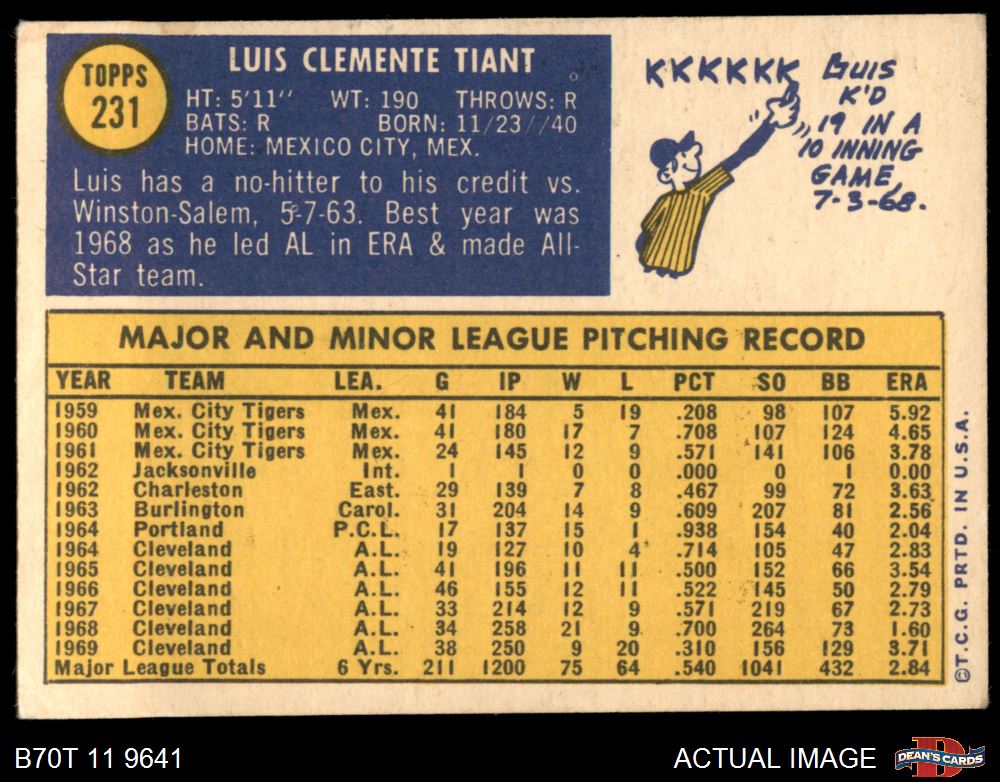 TOPPS
231
LUIS CLEMENTE TIANT
HT: 5'11" WT: 190 THROWS: R
BATS: R BORN: 11/23//40
HOME: MEXICO CITY, MEX.
Luis has a no-hitter to his credit vs.
Winston-Salem, 5-7-63. Best year was
1968 as he led AL in ERA & made All-
Star team.
KKKKKK
LUIS
K'D
19 IN A
10 INNING
GAME,
7-3-68.
MAJOR AND MINOR LEAGUE PITCHING RECORD
YEAR TEAM LEA. G IP W L PCT SO BB ERA
1959 Mex. City Tigers Mex. 41 184 5 19 .208 98 107 5.92
1960 Mex. City Tigers Mex. 41 180 17 7 .708 107 124 4.65
1961 Mex. City Tigers Mex. 24 145 12 9 .571 141 106 3.78
1962 Jacksonville Int. 1 1 0 0 .000 0 1 0.00
1962 Charleston East. 29 139 7 8 .467 99 72 3.63
1963 Burlington Carol. 31 204 14 9 .609 207 81 2.56
1964 Portland P.C.L. 17 137 15 1 .938 154 40 2.04
1964 Cleveland A.L. 19 127 10 4 .714 105 47 2.83
1965 Cleveland A.L. 41 196 11 11 .500 152 66 3.54
1966 Cleveland A.L. 46 155 12 11 .522 145 50 2.79
1967 Cleveland A.L. 33 214 12 9 .571 219 67 2.73
1968 Cleveland A.L. 34 258 21 9 .700 264 73 1.60
1969 Cleveland A.L. 38 250 9 20 .310 156 129 3.71
Major League Totals 6 Yrs. 211 1200 75 64 .540 1041 432 2.84
©T.C.G. PRTD. IN U.S.A.
B70T 11 9641
ACTUAL IMAGE
D
DEAN'S CARDS